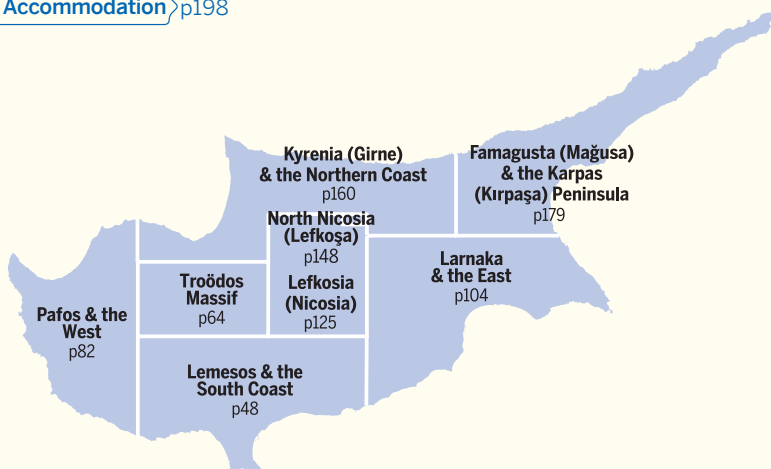 Accommodation p198
Kyrenia (Girne)
& the Northern Coast
p160
Famagusta (Mağusa)
& the Karpas
(Kırpaşa) Peninsula
p179
North Nicosia
(Lefkoşa)
p148
Larnaka
& the East
p104
Troödos
Massif
p64
Lefkosia
(Nicosia)
p125
Pafos & the
West
p82
Lemesos & the
South Coast
p48